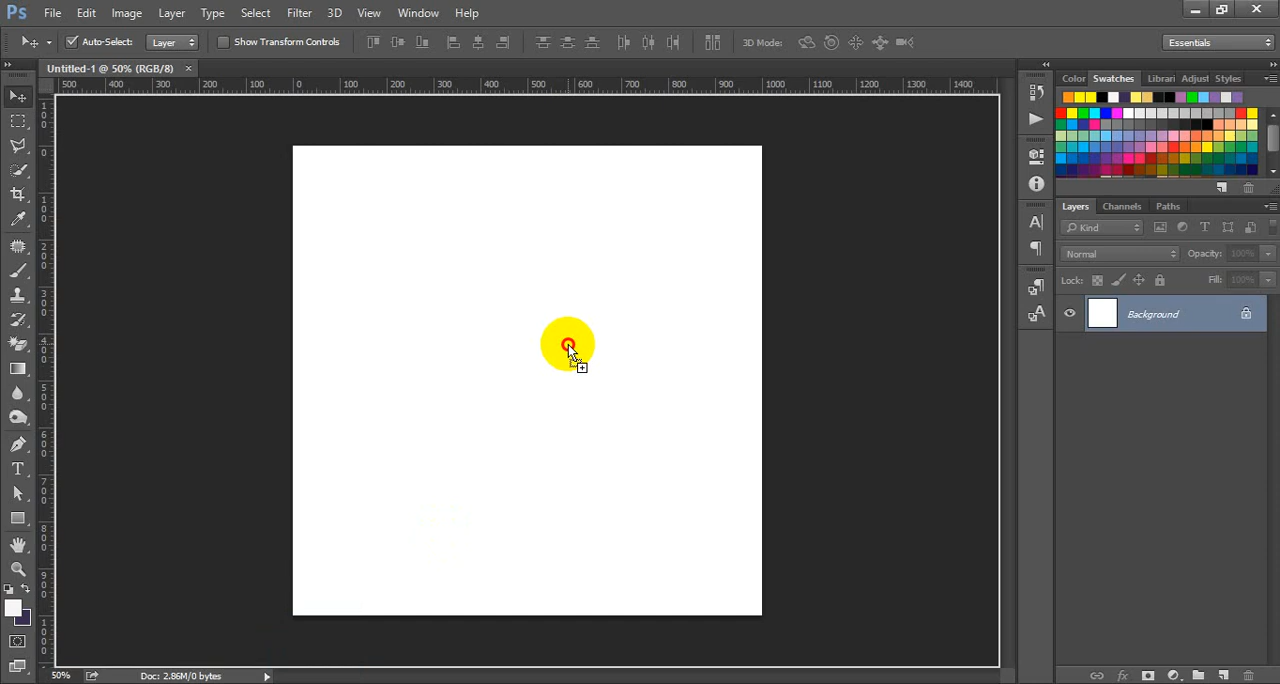 Ps File Edit Image Layer Type Select Filter 3D View Window Help
Auto-Select: Layer Show Transform Controls 3D Mode: Essentials
Untitled-1 @ 50% (RGB/8) ×
Color Swatches Librari Adjust Styles
500 400 300 200 100 0 100 200 300 400 500 600 700 800 900 1000 1100 1200 1300 1400
Layers Channels Paths
Kind
Normal Opacity: 100%
Lock: Fill: 100%
Background
50% Doc: 2.86M/0 bytes